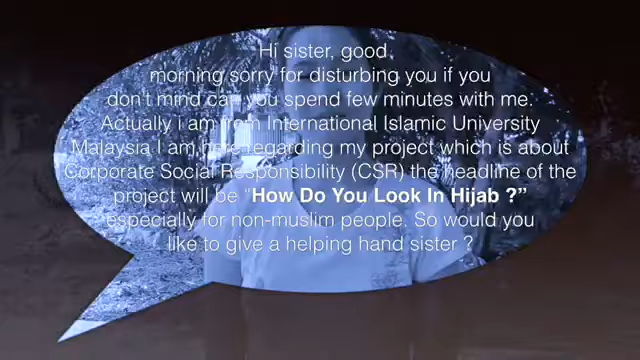 Hi sister, good
morning sorry for disturbing you if you
don't mind can you spend few minutes with me.
Actually i am from International Islamic University
Malaysia I am here regarding my project which is about
Corporate Social Responsibility (CSR) the headline of the
project will be “How Do You Look In Hijab ?”
especially for non-muslim people. So would you
like to give a helping hand sister ?